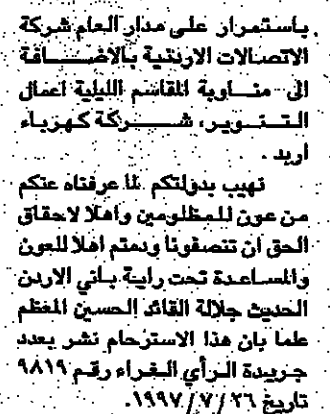 باستمرار على مدار العام شركة
الاتصالات الاردنية بالأضافة
الى مناوبة المقاسم الليلية اعمال
التنوير، شركة كهرباء
أربد .
نهيب بدولتكم لما عرفناه عنكم
من عون للمظلومين واهلا لاحقاق
الحق ان تنصفونا ودمتم اهلا للعون
والمساعدة تحت راية باني الاردن
الحديث جلالة القائد الحسين المعظم
علما بان هذا الاسترحام نشر بعدد
جريدة الرأي الغراء رقم ٩٨١٩
تاريخ ٢٦ / ٧ / ١٩٩٧.